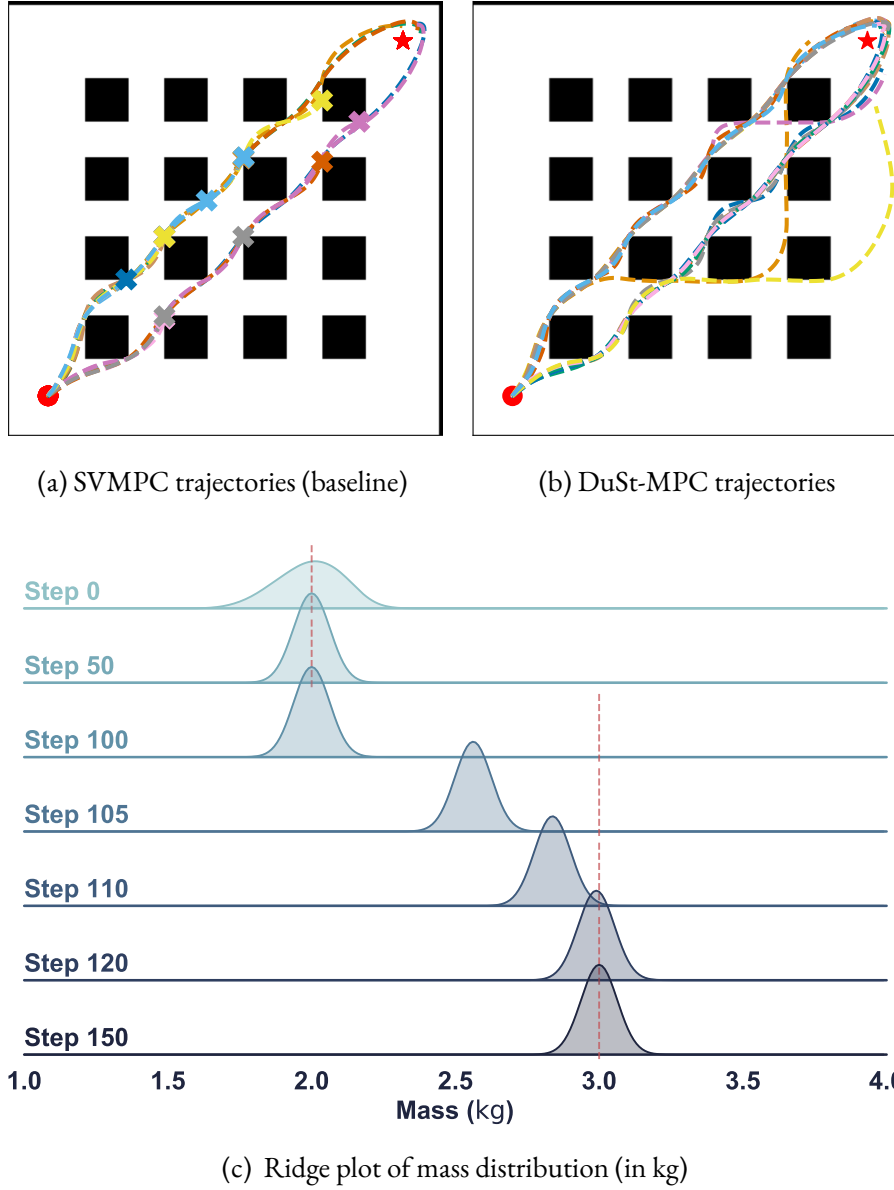 (a) SVMPC trajectories (baseline)
(b) DuSt-MPC trajectories
Step 0
Step 50
Step 100
Step 105
Step 110
Step 120
Step 150
1.0 1.5 2.0 2.5 3.0 3.5 4.0
Mass (kg)
(c) Ridge plot of mass distribution (in kg)